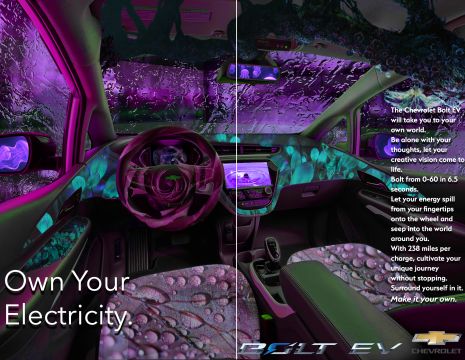 The Chevrolet Bolt EV
will take you to your
own world.
Be alone with your
thoughts, let your
creative vision come to
life.
Bolt from 0-60 in 6.5
seconds.
Let your energy spill
from your fingertips
onto the wheel and
seep into the world
around you.
With 238 miles per
charge, cultivate your
unique journey
without stopping.
Surround yourself in it.
Make it your own.
Own Your
Electricity.
BOLT EV
CHEVROLET